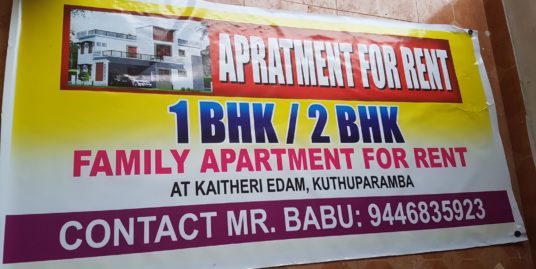 APRATMENT FOR RENT
1 BHK / 2 BHK
FAMILY APARTMENT FOR RENT
AT KAITHERI EDAM, KUTHUPARAMBA
CONTACT MR. BABU: 9446835923